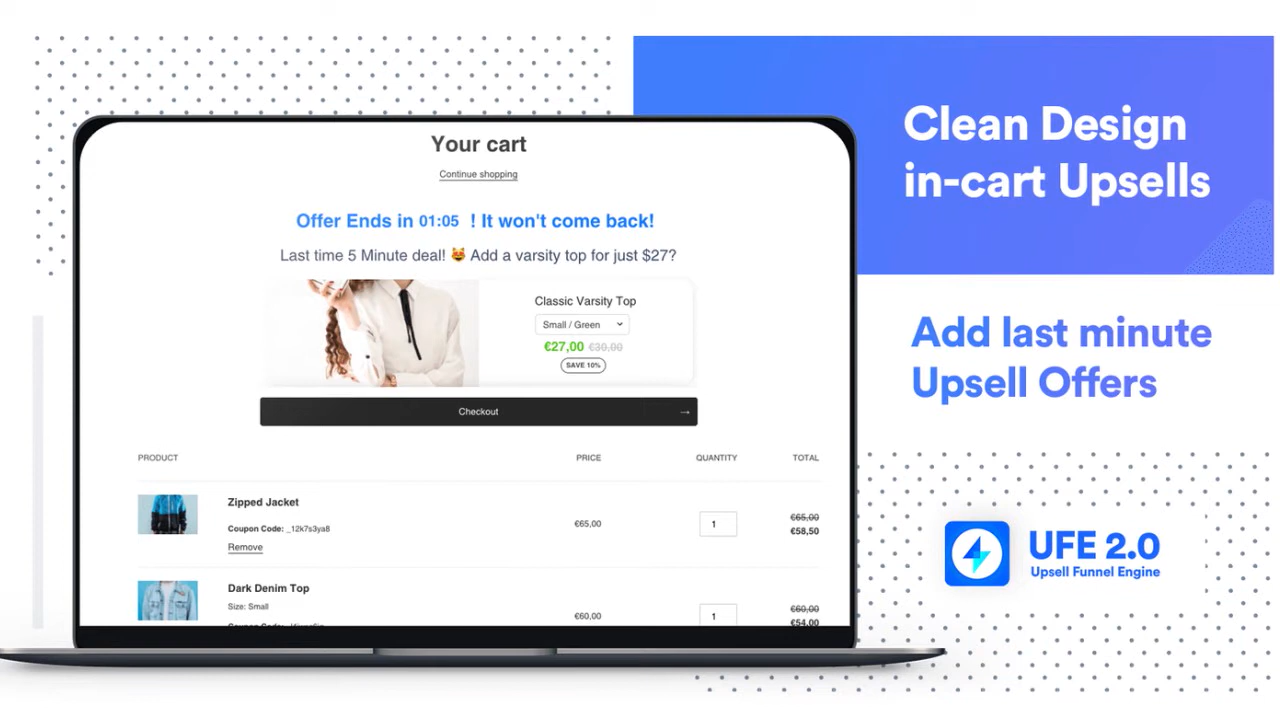 Clean Design
in-cart Upsells
Add last minute
Upsell Offers
UFE 2.0
Upsell Funnel Engine
Your cart
Continue shopping
Offer Ends in 01:05 ! It won't come back!
Last time 5 Minute deal! 😻 Add a varsity top for just $27?
Classic Varsity Top
Small / Green
€27,00 €30,00
SAVE 10%
Checkout →
PRODUCT PRICE QUANTITY TOTAL
Zipped Jacket
Coupon Code: _12k7s3ya8
Remove
€65,00 1 €65,00
€58,50
Dark Denim Top
Size: Small
€60,00 1 €60,00
€54,00
Coupon Code: